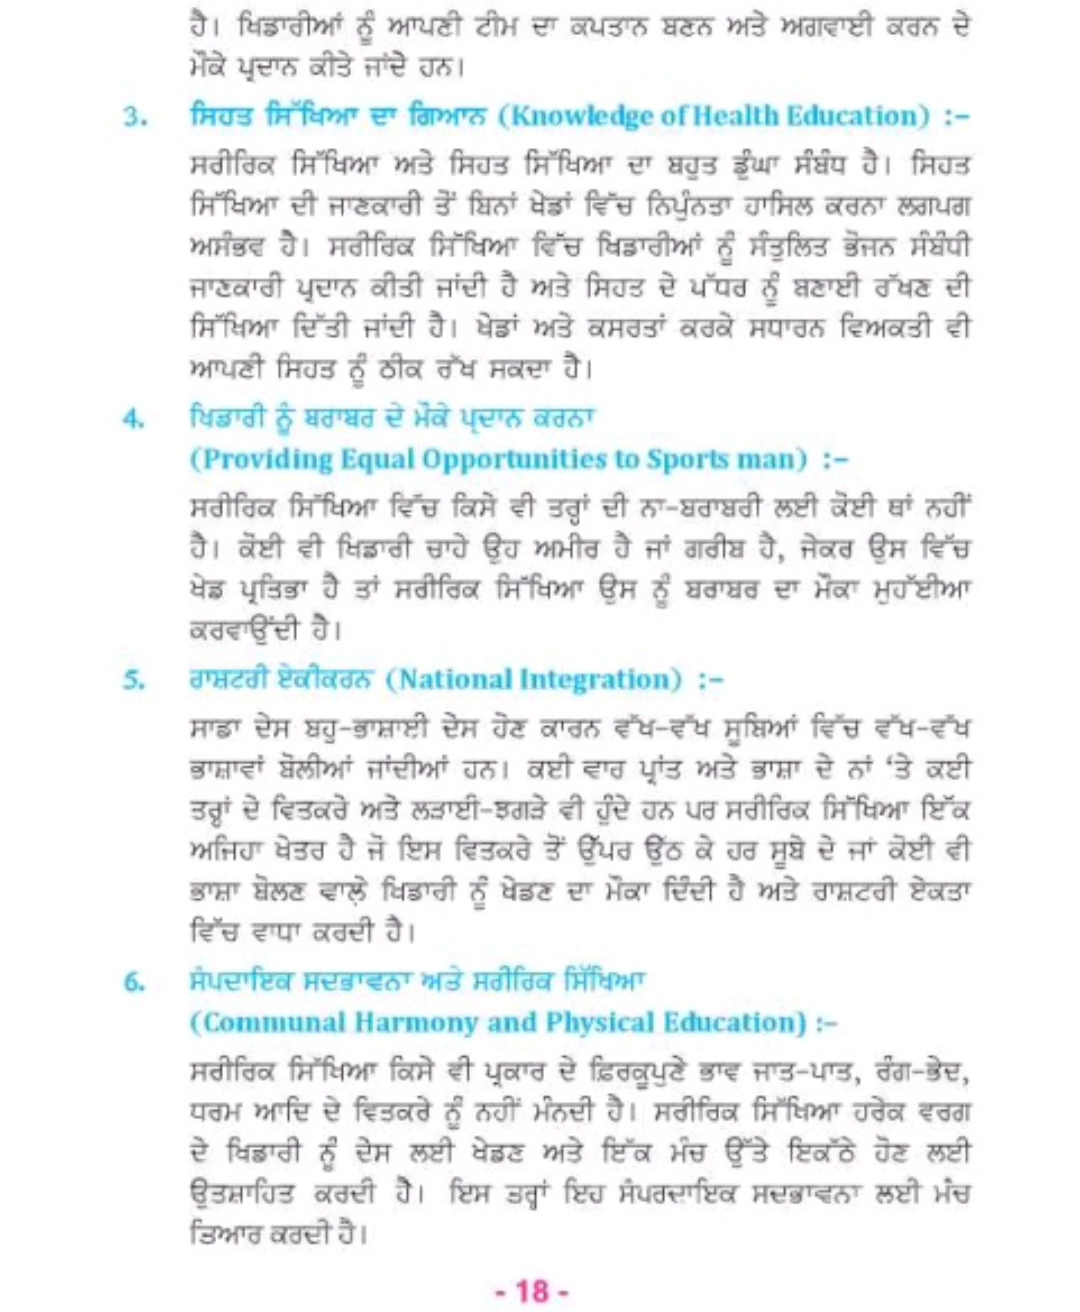 ਹੈ। ਖਿਡਾਰੀਆਂ ਨੂੰ ਆਪਣੀ ਟੀਮ ਦਾ ਕਪਤਾਨ ਬਣਨ ਅਤੇ ਅਗਵਾਈ ਕਰਨ ਦੇ
ਮੌਕੇ ਪ੍ਰਦਾਨ ਕੀਤੇ ਜਾਂਦੇ ਹਨ।
3. ਸਿਹਤ ਸਿੱਖਿਆ ਦਾ ਗਿਆਨ (Knowledge of Health Education) :–
ਸਰੀਰਿਕ ਸਿੱਖਿਆ ਅਤੇ ਸਿਹਤ ਸਿੱਖਿਆ ਦਾ ਬਹੁਤ ਡੂੰਘਾ ਸੰਬੰਧ ਹੈ। ਸਿਹਤ
ਸਿੱਖਿਆ ਦੀ ਜਾਣਕਾਰੀ ਤੋਂ ਬਿਨਾਂ ਖੇਡਾਂ ਵਿੱਚ ਨਿਪੁੰਨਤਾ ਹਾਸਿਲ ਕਰਨਾ ਲਗਪਗ
ਅਸੰਭਵ ਹੈ। ਸਰੀਰਿਕ ਸਿੱਖਿਆ ਵਿੱਚ ਖਿਡਾਰੀਆਂ ਨੂੰ ਸੰਤੁਲਿਤ ਭੋਜਨ ਸੰਬੰਧੀ
ਜਾਣਕਾਰੀ ਪ੍ਰਦਾਨ ਕੀਤੀ ਜਾਂਦੀ ਹੈ ਅਤੇ ਸਿਹਤ ਦੇ ਪੱਧਰ ਨੂੰ ਬਣਾਈ ਰੱਖਣ ਦੀ
ਸਿੱਖਿਆ ਦਿੱਤੀ ਜਾਂਦੀ ਹੈ। ਖੇਡਾਂ ਅਤੇ ਕਸਰਤਾਂ ਕਰਕੇ ਸਧਾਰਨ ਵਿਅਕਤੀ ਵੀ
ਆਪਣੀ ਸਿਹਤ ਨੂੰ ਠੀਕ ਰੱਖ ਸਕਦਾ ਹੈ।
4. ਖਿਡਾਰੀ ਨੂੰ ਬਰਾਬਰ ਦੇ ਮੌਕੇ ਪ੍ਰਦਾਨ ਕਰਨਾ
(Providing Equal Opportunities to Sports man) :–
ਸਰੀਰਿਕ ਸਿੱਖਿਆ ਵਿੱਚ ਕਿਸੇ ਵੀ ਤਰ੍ਹਾਂ ਦੀ ਨਾ-ਬਰਾਬਰੀ ਲਈ ਕੋਈ ਥਾਂ ਨਹੀਂ
ਹੈ। ਕੋਈ ਵੀ ਖਿਡਾਰੀ ਚਾਹੇ ਉਹ ਅਮੀਰ ਹੈ ਜਾਂ ਗਰੀਬ ਹੈ, ਜੇਕਰ ਉਸ ਵਿੱਚ
ਖੇਡ ਪ੍ਰਤਿਭਾ ਹੈ ਤਾਂ ਸਰੀਰਿਕ ਸਿੱਖਿਆ ਉਸ ਨੂੰ ਬਰਾਬਰ ਦਾ ਮੌਕਾ ਮੁਹੱਈਆ
ਕਰਵਾਉਂਦੀ ਹੈ।
5. ਰਾਸ਼ਟਰੀ ਏਕੀਕਰਨ (National Integration) :–
ਸਾਡਾ ਦੇਸ ਬਹੁ-ਭਾਸ਼ਾਈ ਦੇਸ ਹੋਣ ਕਾਰਨ ਵੱਖ-ਵੱਖ ਸੂਬਿਆਂ ਵਿੱਚ ਵੱਖ-ਵੱਖ
ਭਾਸ਼ਾਵਾਂ ਬੋਲੀਆਂ ਜਾਂਦੀਆਂ ਹਨ। ਕਈ ਵਾਰ ਪ੍ਰਾਂਤ ਅਤੇ ਭਾਸ਼ਾ ਦੇ ਨਾਂ ‘ਤੇ ਕਈ
ਤਰ੍ਹਾਂ ਦੇ ਵਿਤਕਰੇ ਅਤੇ ਲੜਾਈ-ਝਗੜੇ ਵੀ ਹੁੰਦੇ ਹਨ ਪਰ ਸਰੀਰਿਕ ਸਿੱਖਿਆ ਇੱਕ
ਅਜਿਹਾ ਖੇਤਰ ਹੈ ਜੋ ਇਸ ਵਿਤਕਰੇ ਤੋਂ ਉੱਪਰ ਉੱਠ ਕੇ ਹਰ ਸੂਬੇ ਦੇ ਜਾਂ ਕੋਈ ਵੀ
ਭਾਸ਼ਾ ਬੋਲਣ ਵਾਲ਼ੇ ਖਿਡਾਰੀ ਨੂੰ ਖੇਡਣ ਦਾ ਮੌਕਾ ਦਿੰਦੀ ਹੈ ਅਤੇ ਰਾਸ਼ਟਰੀ ਏਕਤਾ
ਵਿੱਚ ਵਾਧਾ ਕਰਦੀ ਹੈ।
6. ਸੰਪਦਾਇਕ ਸਦਭਾਵਨਾ ਅਤੇ ਸਰੀਰਿਕ ਸਿੱਖਿਆ
(Communal Harmony and Physical Education) :–
ਸਰੀਰਿਕ ਸਿੱਖਿਆ ਕਿਸੇ ਵੀ ਪ੍ਰਕਾਰ ਦੇ ਫ਼ਿਰਕੂਪੁਣੇ ਭਾਵ ਜਾਤ-ਪਾਤ, ਰੰਗ-ਭੇਦ,
ਧਰਮ ਆਦਿ ਦੇ ਵਿਤਕਰੇ ਨੂੰ ਨਹੀਂ ਮੰਨਦੀ ਹੈ। ਸਰੀਰਿਕ ਸਿੱਖਿਆ ਹਰੇਕ ਵਰਗ
ਦੇ ਖਿਡਾਰੀ ਨੂੰ ਦੇਸ ਲਈ ਖੇਡਣ ਅਤੇ ਇੱਕ ਮੰਚ ਉੱਤੇ ਇਕੱਠੇ ਹੋਣ ਲਈ
ਉਤਸ਼ਾਹਿਤ ਕਰਦੀ ਹੈ। ਇਸ ਤਰ੍ਹਾਂ ਇਹ ਸੰਪਰਦਾਇਕ ਸਦਭਾਵਨਾ ਲਈ ਮੰਚ
ਤਿਆਰ ਕਰਦੀ ਹੈ।
- 18 -